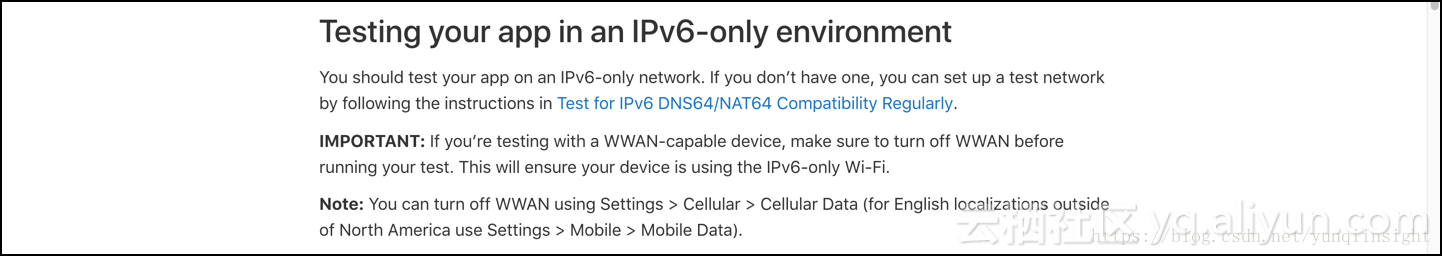 Testing your app in an IPv6-only environment
You should test your app on an IPv6-only network. If you don’t have one, you can set up a test network
by following the instructions in Test for IPv6 DNS64/NAT64 Compatibility Regularly.
IMPORTANT: If you’re testing with a WWAN-capable device, make sure to turn off WWAN before
running your test. This will ensure your device is using the IPv6-only Wi-Fi.
Note: You can turn off WWAN using Settings > Cellular > Cellular Data (for English localizations outside
of North America use Settings > Mobile > Mobile Data).
云栖社区 yq.aliyun.com
https://blog.csdn.net/yunqiinsight